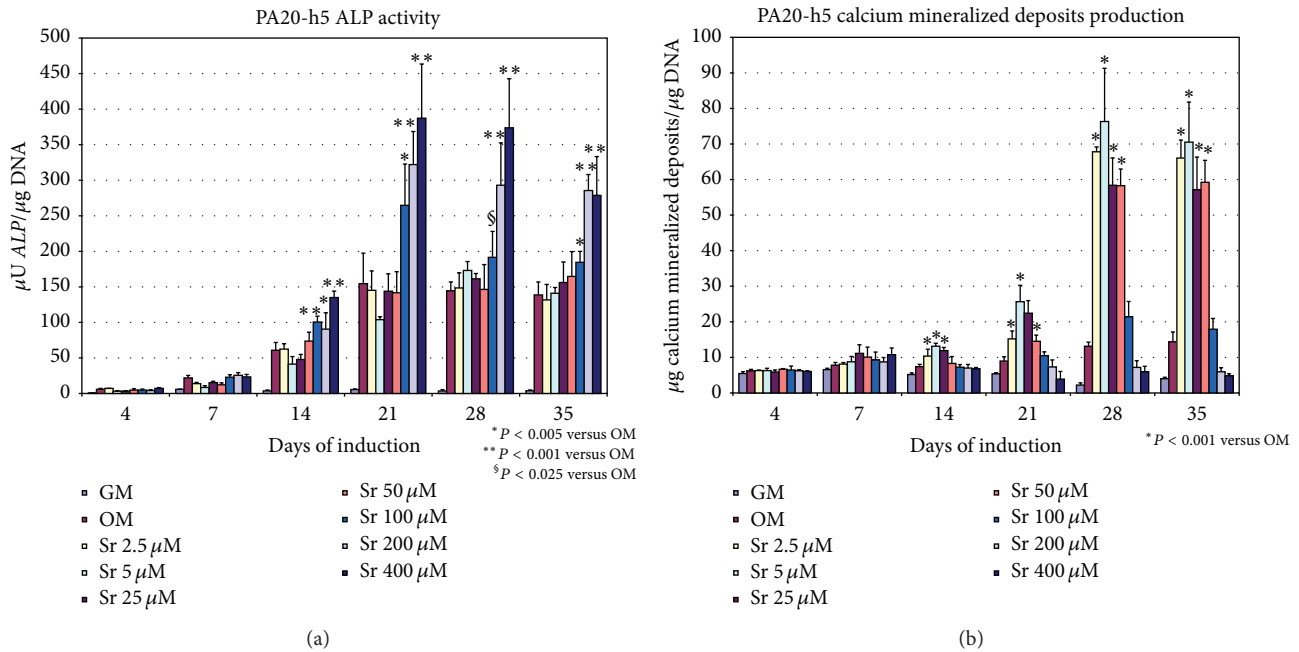 PA20-h5 ALP activity
500
450
400
350
300
250
200
150
100
50
0
µU ALP/µg DNA
** ** * ** ** ** § ** ** * ** * **
4 7 14 21 28 35
Days of induction
* P < 0.005 versus OM
** P < 0.001 versus OM
§ P < 0.025 versus OM
GM
OM
Sr 2.5 µM
Sr 5 µM
Sr 25 µM
Sr 50 µM
Sr 100 µM
Sr 200 µM
Sr 400 µM
(a)
PA20-h5 calcium mineralized deposits production
100
90
80
70
60
50
40
30
20
10
0
µg calcium mineralized deposits/µg DNA
* * * * * * * * * * * * * *
4 7 14 21 28 35
Days of induction
* P < 0.001 versus OM
GM
OM
Sr 2.5 µM
Sr 5 µM
Sr 25 µM
Sr 50 µM
Sr 100 µM
Sr 200 µM
Sr 400 µM
(b)